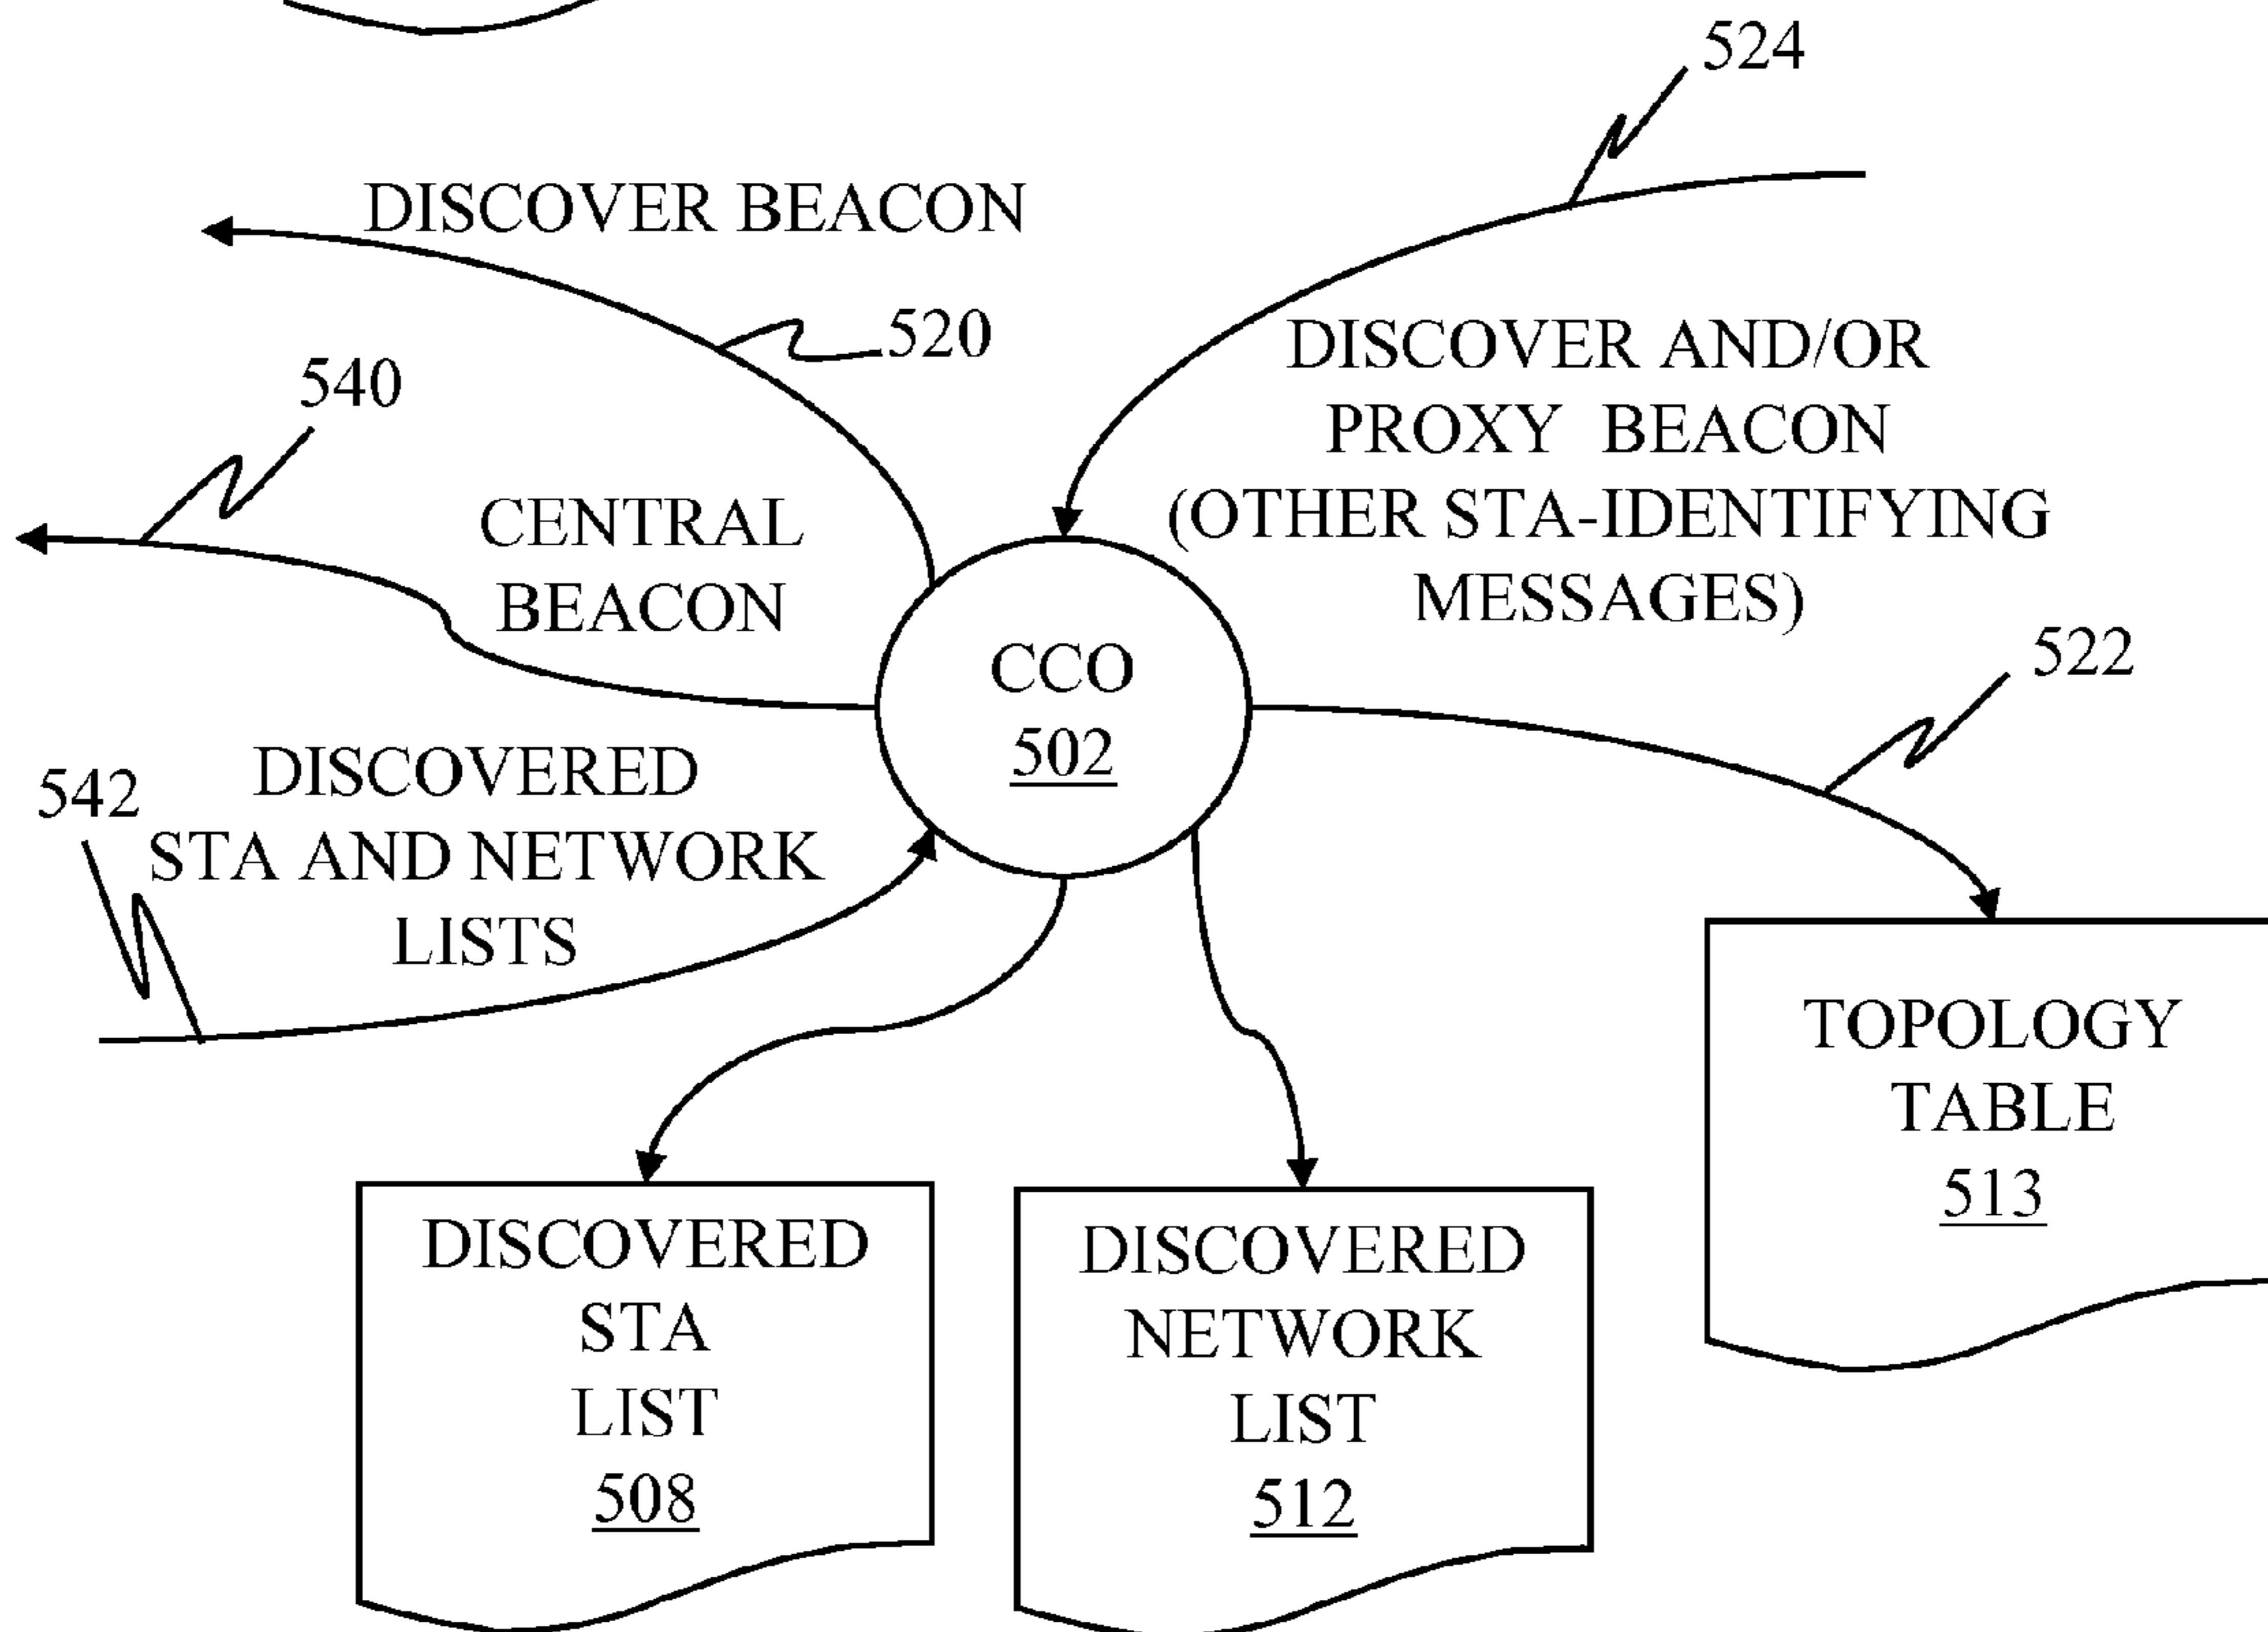 524
DISCOVER BEACON
520
540
DISCOVER AND/OR
PROXY BEACON
(OTHER STA-IDENTIFYING
MESSAGES)
CENTRAL
BEACON
522
CCO
502
542
DISCOVERED
STA AND NETWORK
LISTS
TOPOLOGY
TABLE
513
DISCOVERED
STA
LIST
508
DISCOVERED
NETWORK
LIST
512